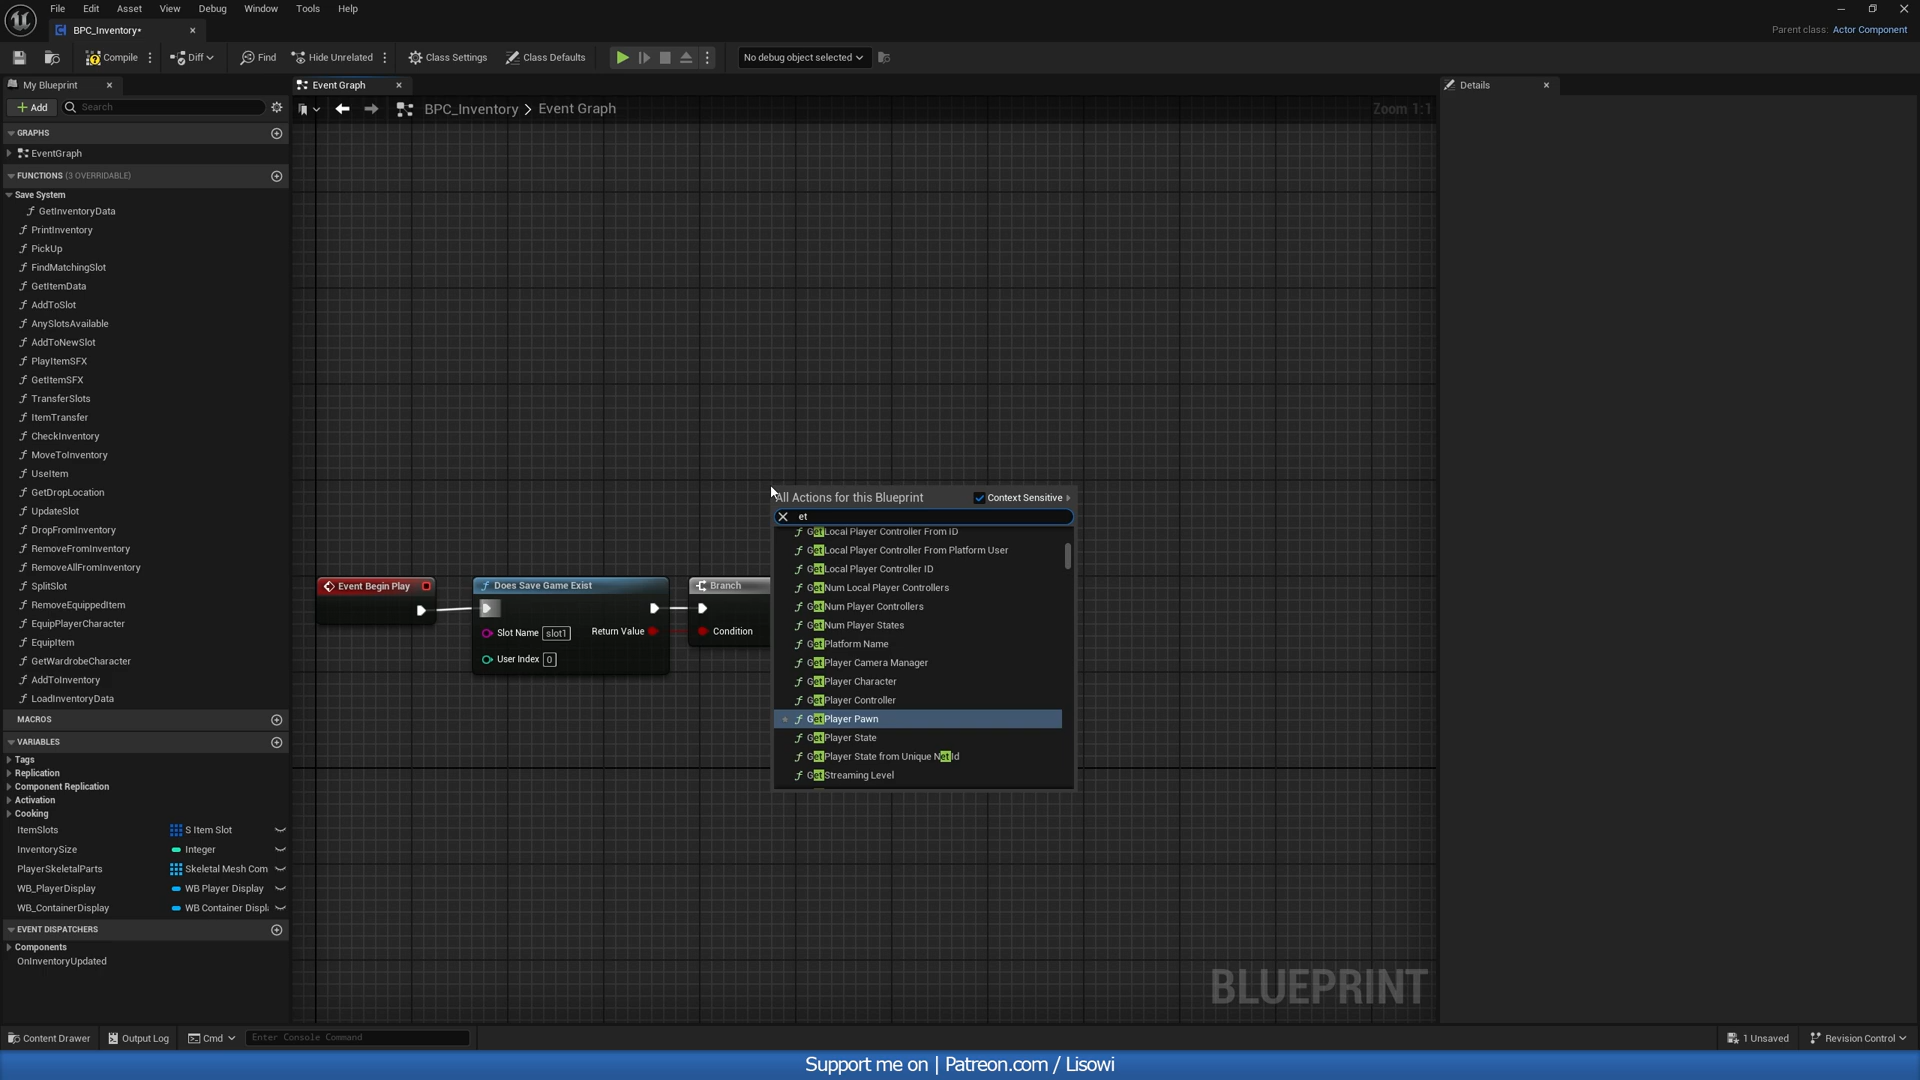 File Edit Asset View Debug Window Tools Help
BPC_Inventory•
Parent class: Actor Component
Compile Diff Find Hide Unrelated Class Settings Class Defaults No debug object selected
My Blueprint
Event Graph
Details
Add Search
BPC_Inventory > Event Graph
Zoom 1:1
GRAPHS
EventGraph
FUNCTIONS (3 OVERRIDABLE)
Save System
GetInventoryData
PrintInventory
PickUp
FindMatchingSlot
GetItemData
AddToSlot
AnySlotsAvailable
AddToNewSlot
PlayItemSFX
GetItemSFX
TransferSlots
ItemTransfer
CheckInventory
MoveToInventory
UseItem
GetDropLocation
UpdateSlot
DropFromInventory
RemoveFromInventory
RemoveAllFromInventory
SplitSlot
RemoveEquippedItem
EquipPlayerCharacter
EquipItem
GetWardrobeCharacter
AddToInventory
LoadInventoryData
MACROS
VARIABLES
Tags
Replication
Component Replication
Activation
Cooking
ItemSlots S Item Slot
InventorySize Integer
PlayerSkeletalParts Skeletal Mesh Com
WB_PlayerDisplay WB Player Display
WB_ContainerDisplay WB Container Displ
EVENT DISPATCHERS
Components
OnInventoryUpdated
Event Begin Play
Does Save Game Exist
Slot Name slot1 Return Value
User Index 0
Branch
Condition
All Actions for this Blueprint Context Sensitive
et
Get Local Player Controller From ID
Get Local Player Controller From Platform User
Get Local Player Controller ID
Get Num Local Player Controllers
Get Num Player Controllers
Get Num Player States
Get Platform Name
Get Player Camera Manager
Get Player Character
Get Player Controller
Get Player Pawn
Get Player State
Get Player State from Unique Net Id
Get Streaming Level
BLUEPRINT
Content Drawer Output Log Cmd Enter Console Command 1 Unsaved Revision Control
Support me on | Patreon.com / Lisowi